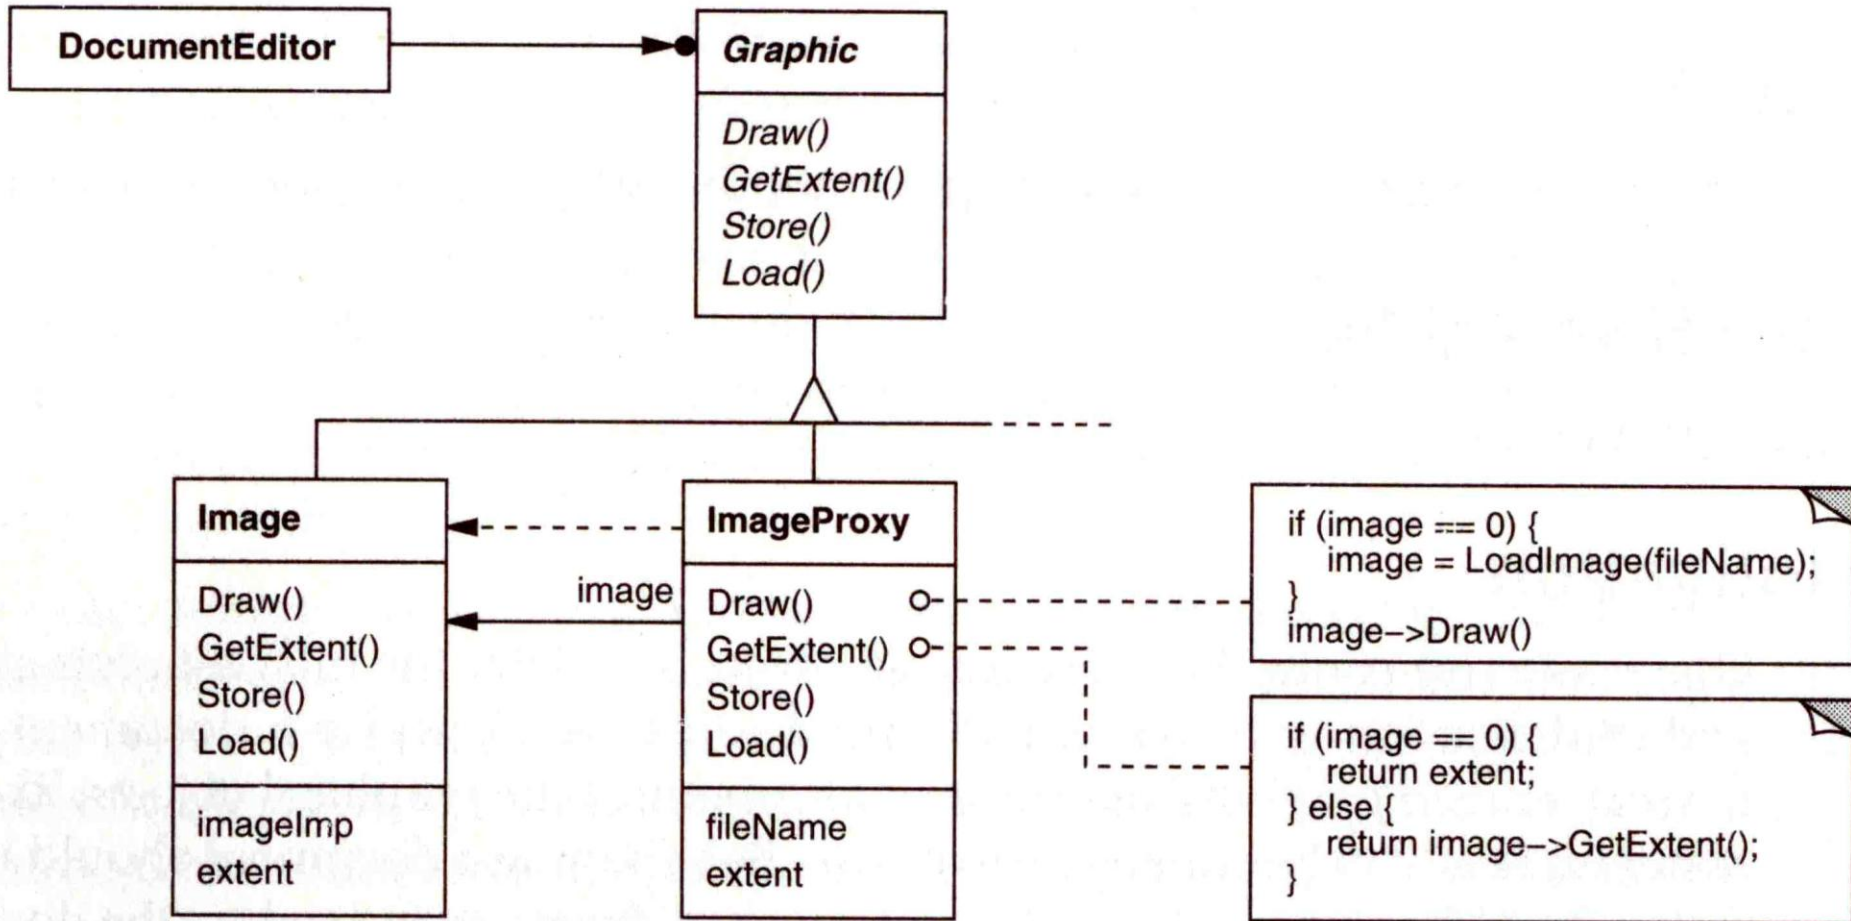 DocumentEditor
Graphic
Draw()
GetExtent()
Store()
Load()
Image
Draw()
GetExtent()
Store()
Load()
imageImp
extent
image
ImageProxy
Draw()
GetExtent()
Store()
Load()
fileName
extent
if (image == 0) {
image = LoadImage(fileName);
}
image->Draw()
if (image == 0) {
return extent;
} else {
return image->GetExtent();
}